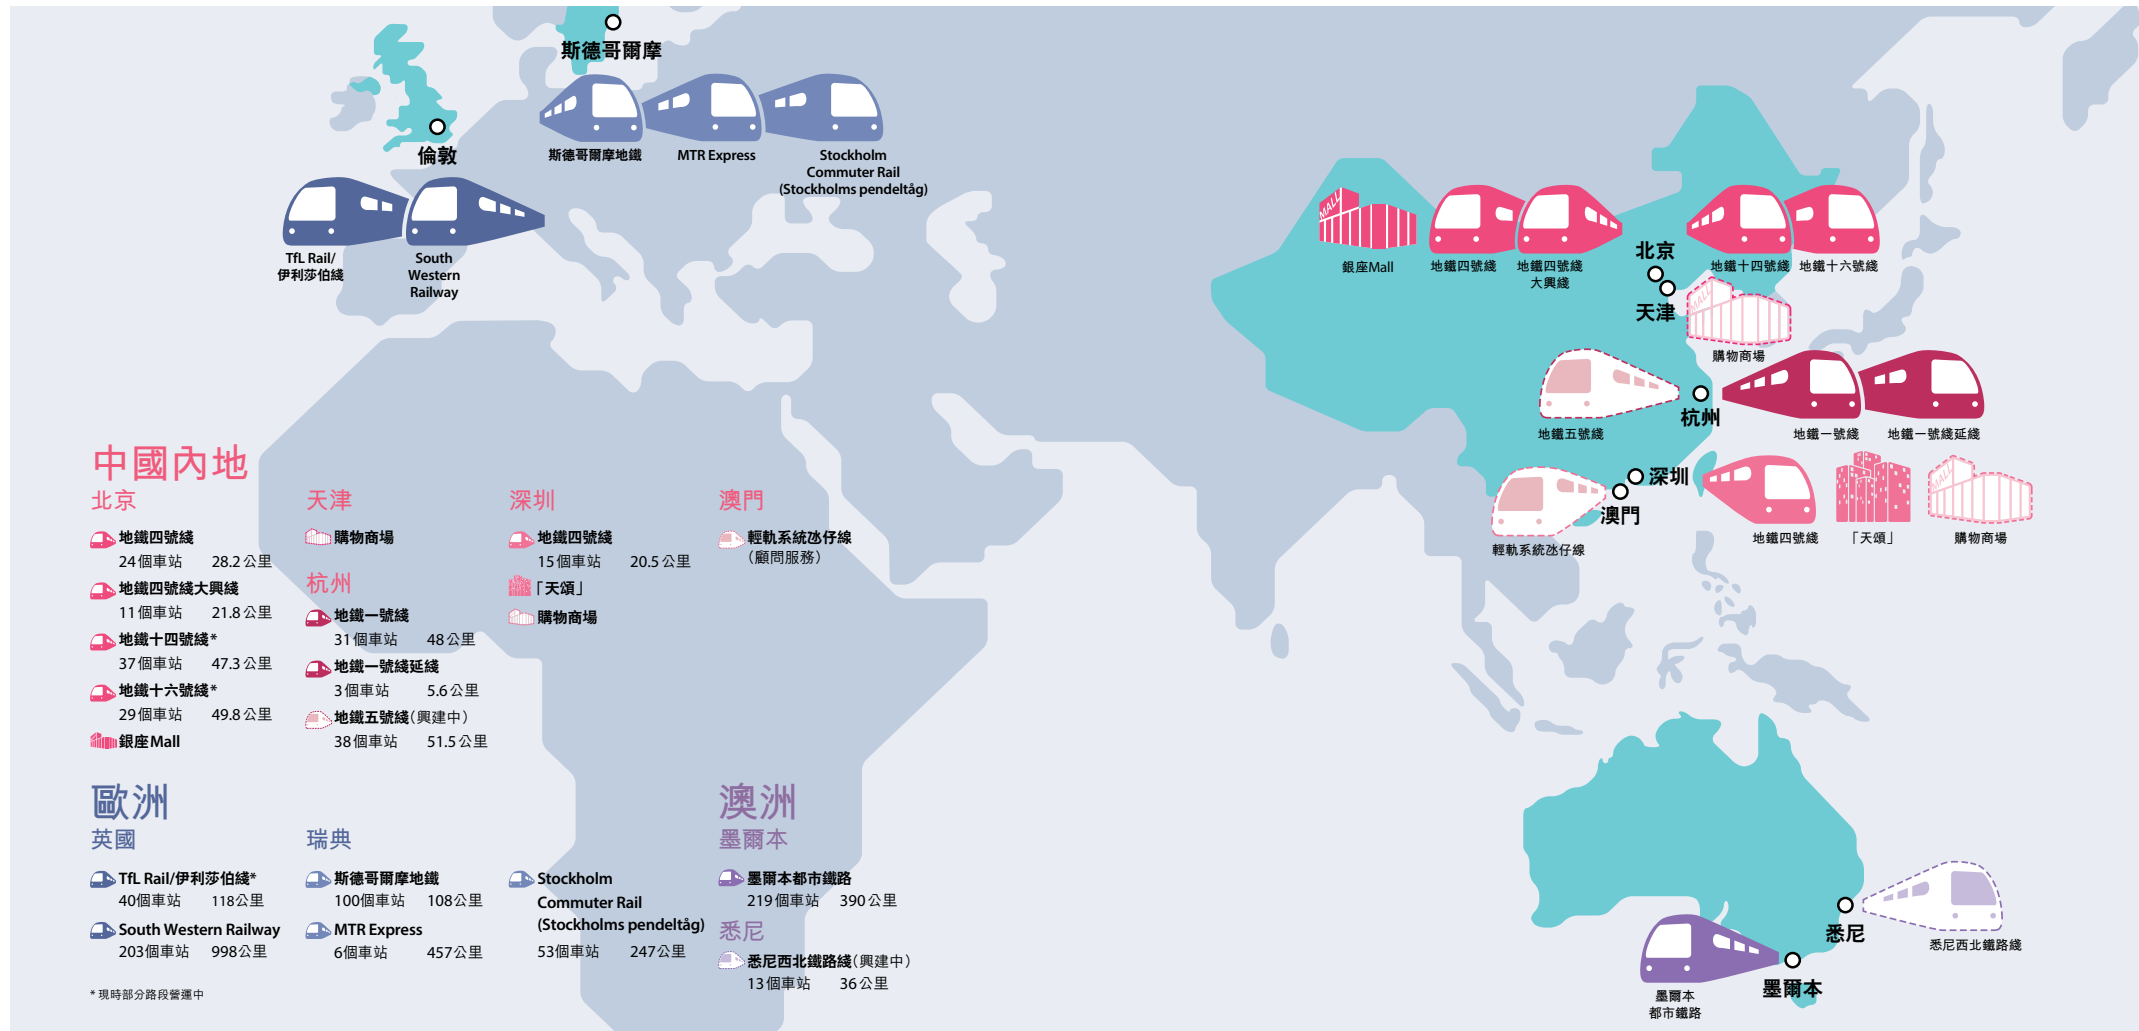 斯德哥爾摩
斯德哥爾摩地鐵
MTR Express
Stockholm
Commuter Rail
(Stockholms pendeltåg)
倫敦
TfL Rail/
伊利莎伯綫
South
Western
Railway
MALL
銀座Mall
地鐵四號綫
地鐵四號綫
大興綫
北京
地鐵十四號綫
地鐵十六號綫
天津
MALL
購物商場
地鐵五號綫
杭州
地鐵一號綫
地鐵一號綫延綫
輕軌系統氹仔線
深圳
澳門
地鐵四號綫
「天頌」
MALL
購物商場
中國內地
北京
地鐵四號綫
24個車站 28.2公里
地鐵四號綫大興綫
11個車站 21.8公里
地鐵十四號綫*
37個車站 47.3公里
地鐵十六號綫*
29個車站 49.8公里
銀座Mall
天津
購物商場
杭州
地鐵一號綫
31個車站 48公里
地鐵一號綫延綫
3個車站 5.6公里
地鐵五號綫(興建中)
38個車站 51.5公里
深圳
地鐵四號綫
15個車站 20.5公里
「天頌」
購物商場
澳門
輕軌系統氹仔線
(顧問服務)
歐洲
英國
TfL Rail/伊利莎伯綫*
40個車站 118公里
South Western Railway
203個車站 998公里
瑞典
斯德哥爾摩地鐵
100個車站 108公里
MTR Express
6個車站 457公里
Stockholm
Commuter Rail
(Stockholms pendeltåg)
53個車站 247公里
澳洲
墨爾本
墨爾本都市鐵路
219個車站 390公里
悉尼
悉尼西北鐵路綫(興建中)
13個車站 36公里
悉尼
悉尼西北鐵路綫
墨爾本
墨爾本
都市鐵路
* 現時部分路段營運中